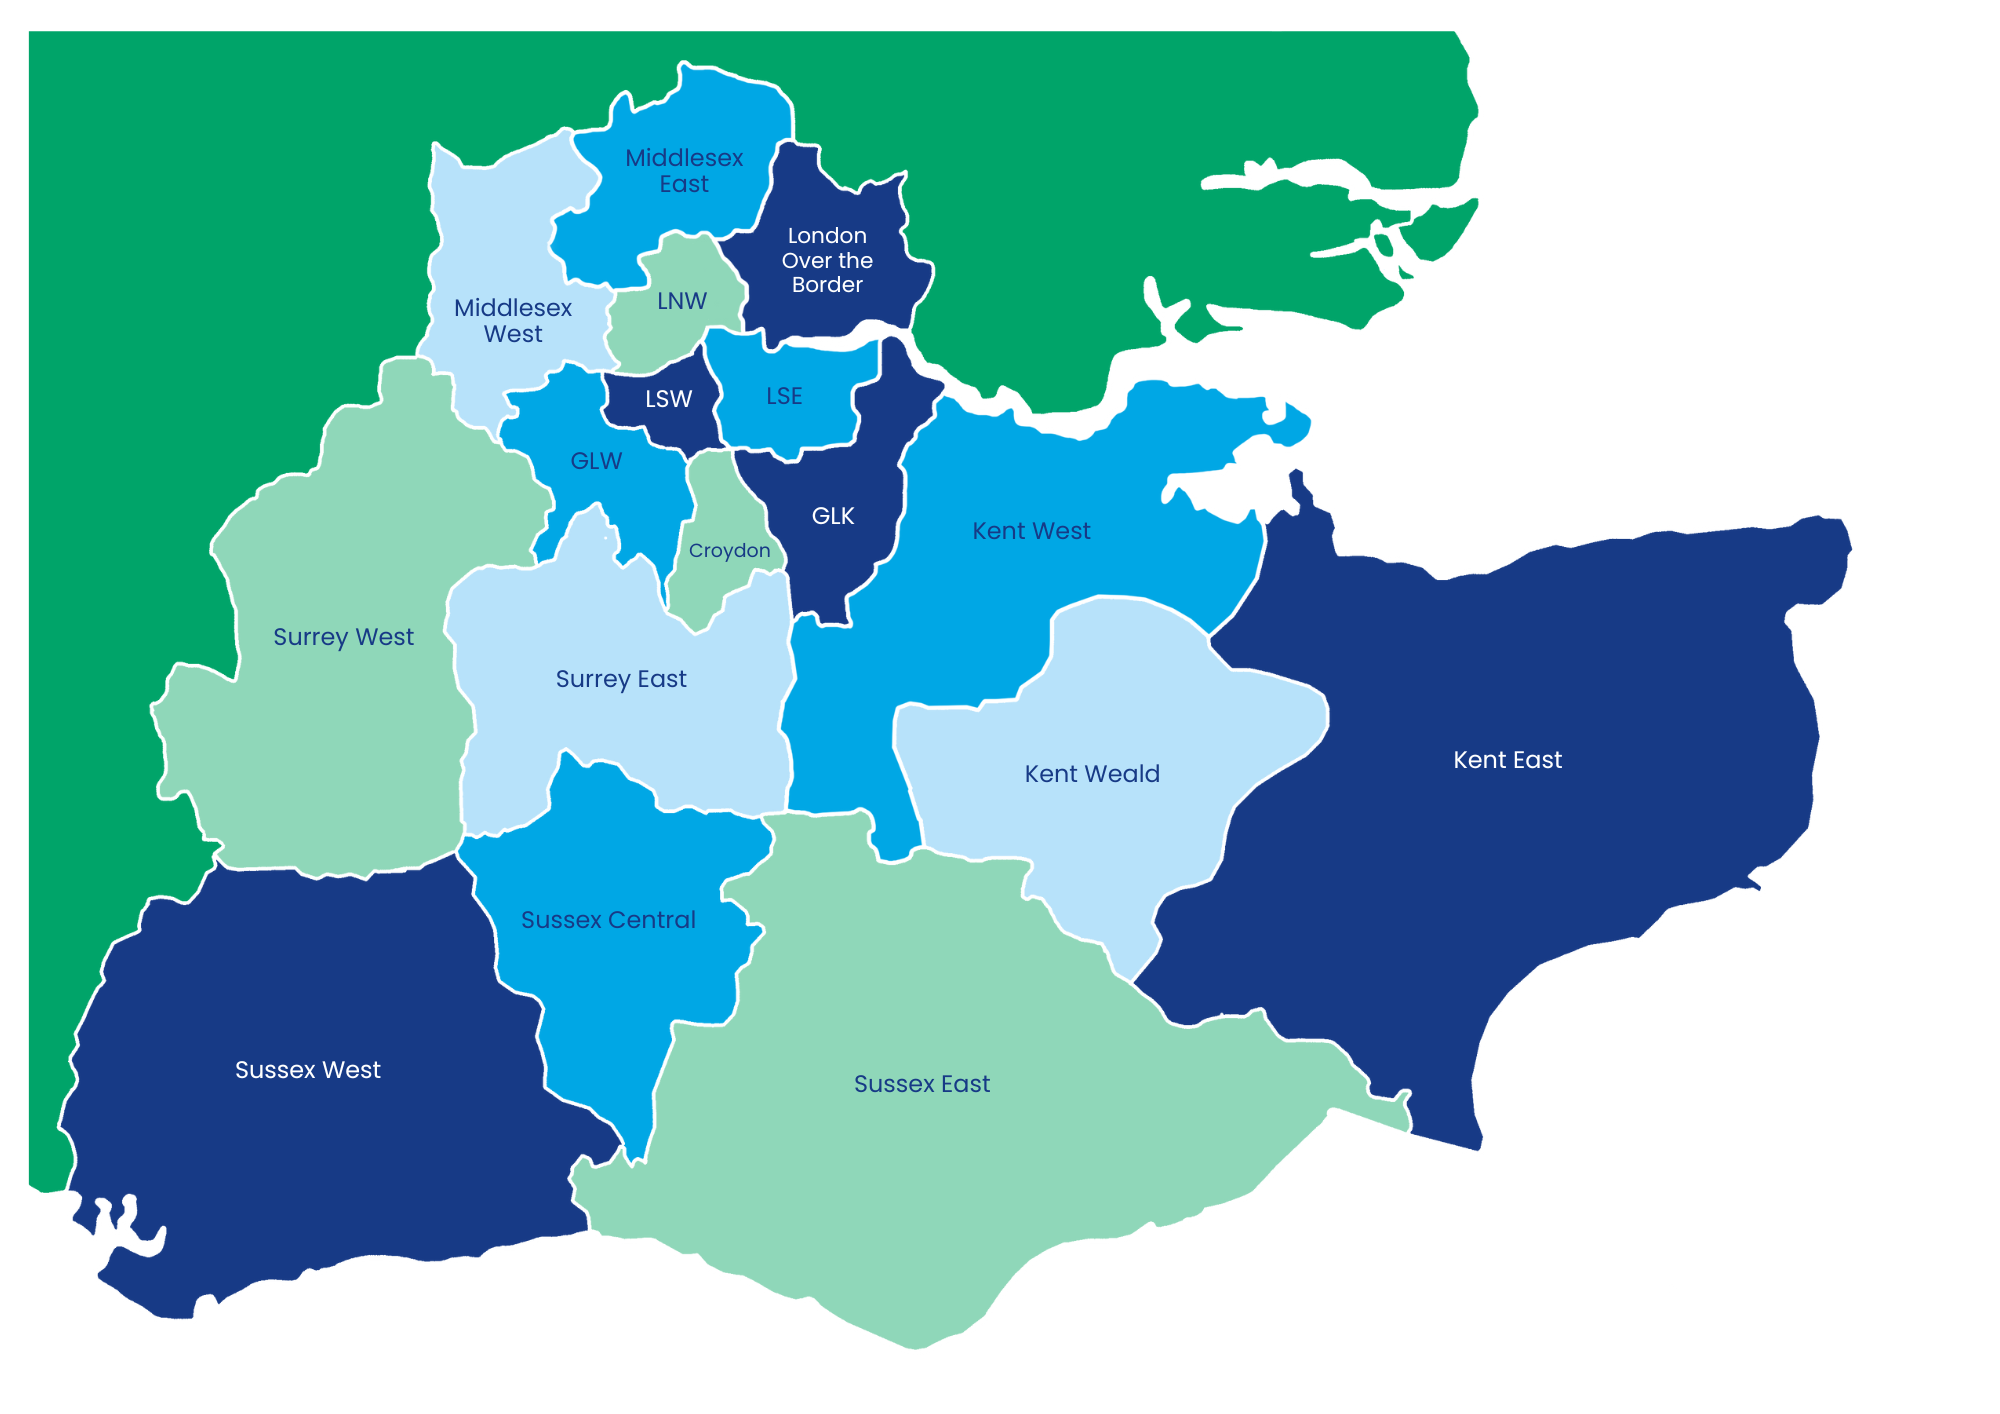 Middlesex
East
London
Over the
Border
LNW
Middlesex
West
LSW
LSE
GLW
GLK
Kent West
Croydon
Surrey West
Surrey East
Kent East
Kent Weald
Sussex Central
Sussex West
Sussex East